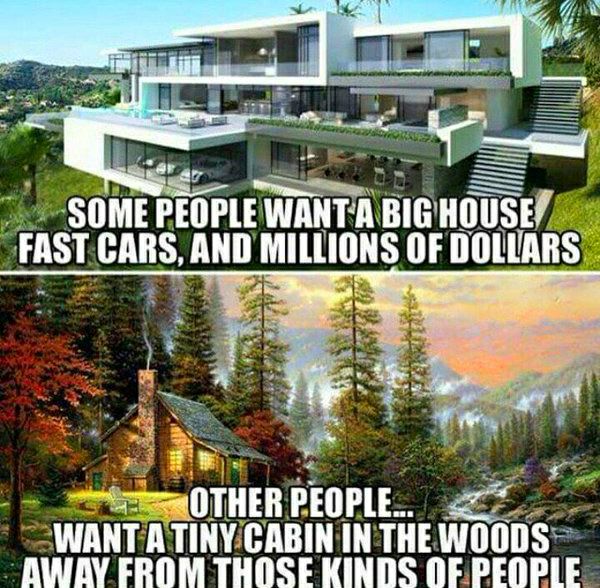 SOME PEOPLE WANT A BIG HOUSE
FAST CARS, AND MILLIONS OF DOLLARS
OTHER PEOPLE...
WANT A TINY CABIN IN THE WOODS
AWAY FROM THOSE KINDS OF PEOPLE